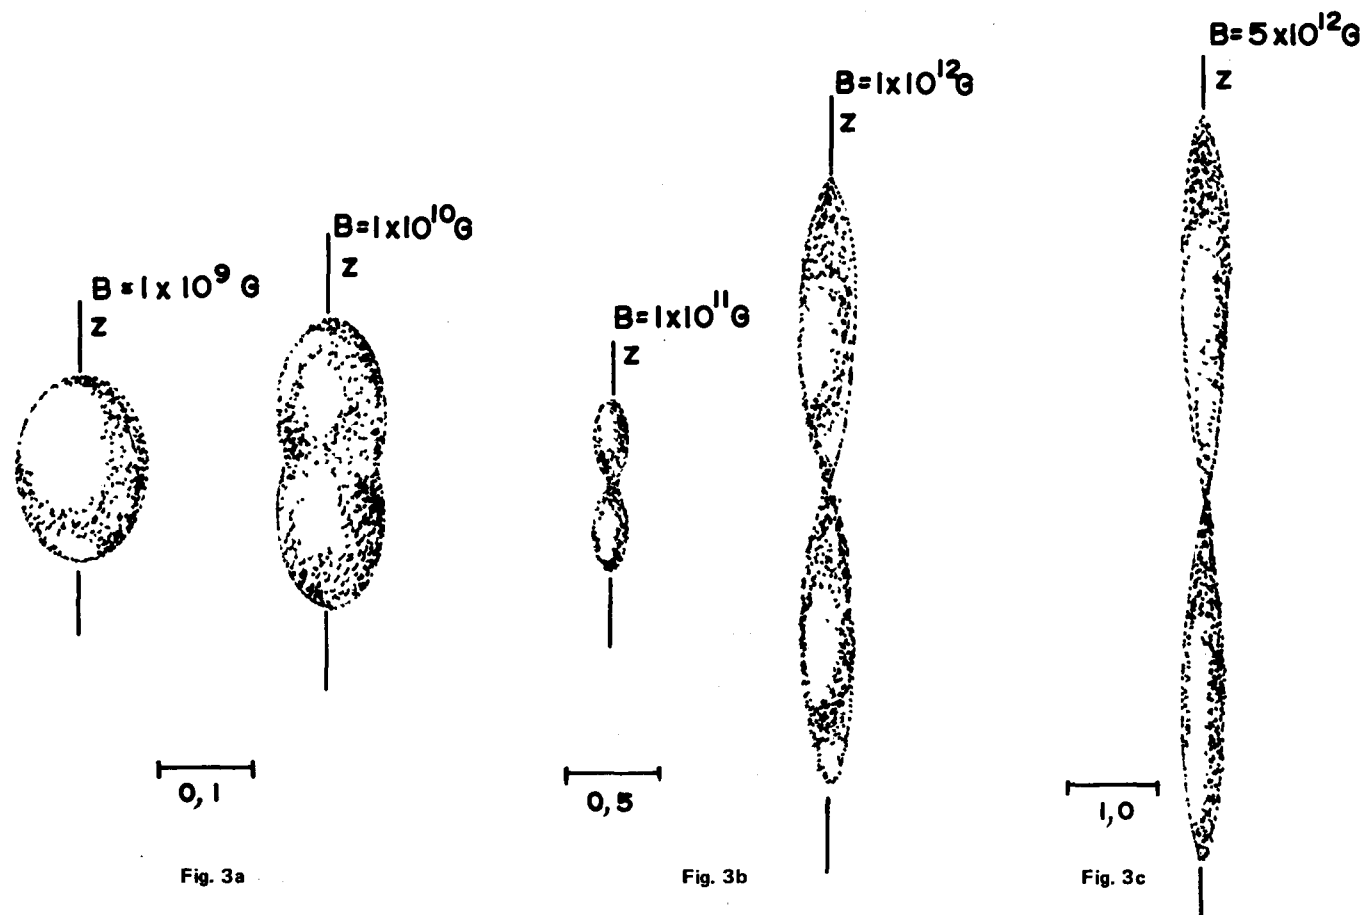 B=1x10⁹ G
Z
B=1x10¹⁰G
Z
0,1
Fig. 3a
B=1x10¹¹G
Z
B=1x10¹²G
Z
0,5
Fig. 3b
B=5x10¹²G
Z
1,0
Fig. 3c